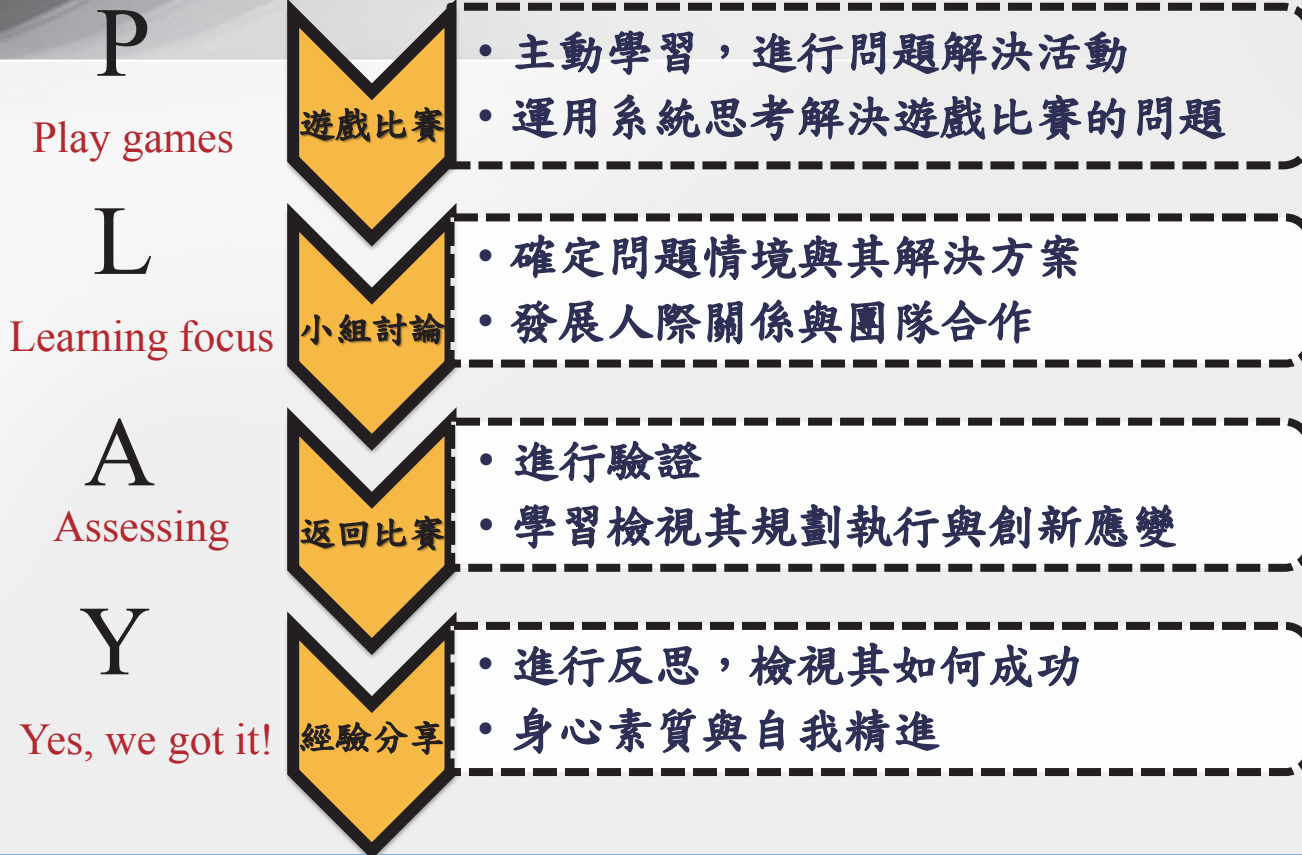 P
Play games
遊戲比賽
• 主動學習，進行問題解決活動
• 運用系統思考解決遊戲比賽的問題
L
Learning focus
小組討論
• 確定問題情境與其解決方案
• 發展人際關係與團隊合作
A
Assessing
返回比賽
• 進行驗證
• 學習檢視其規劃執行與創新應變
Y
Yes, we got it!
經驗分享
• 進行反思，檢視其如何成功
• 身心素質與自我精進